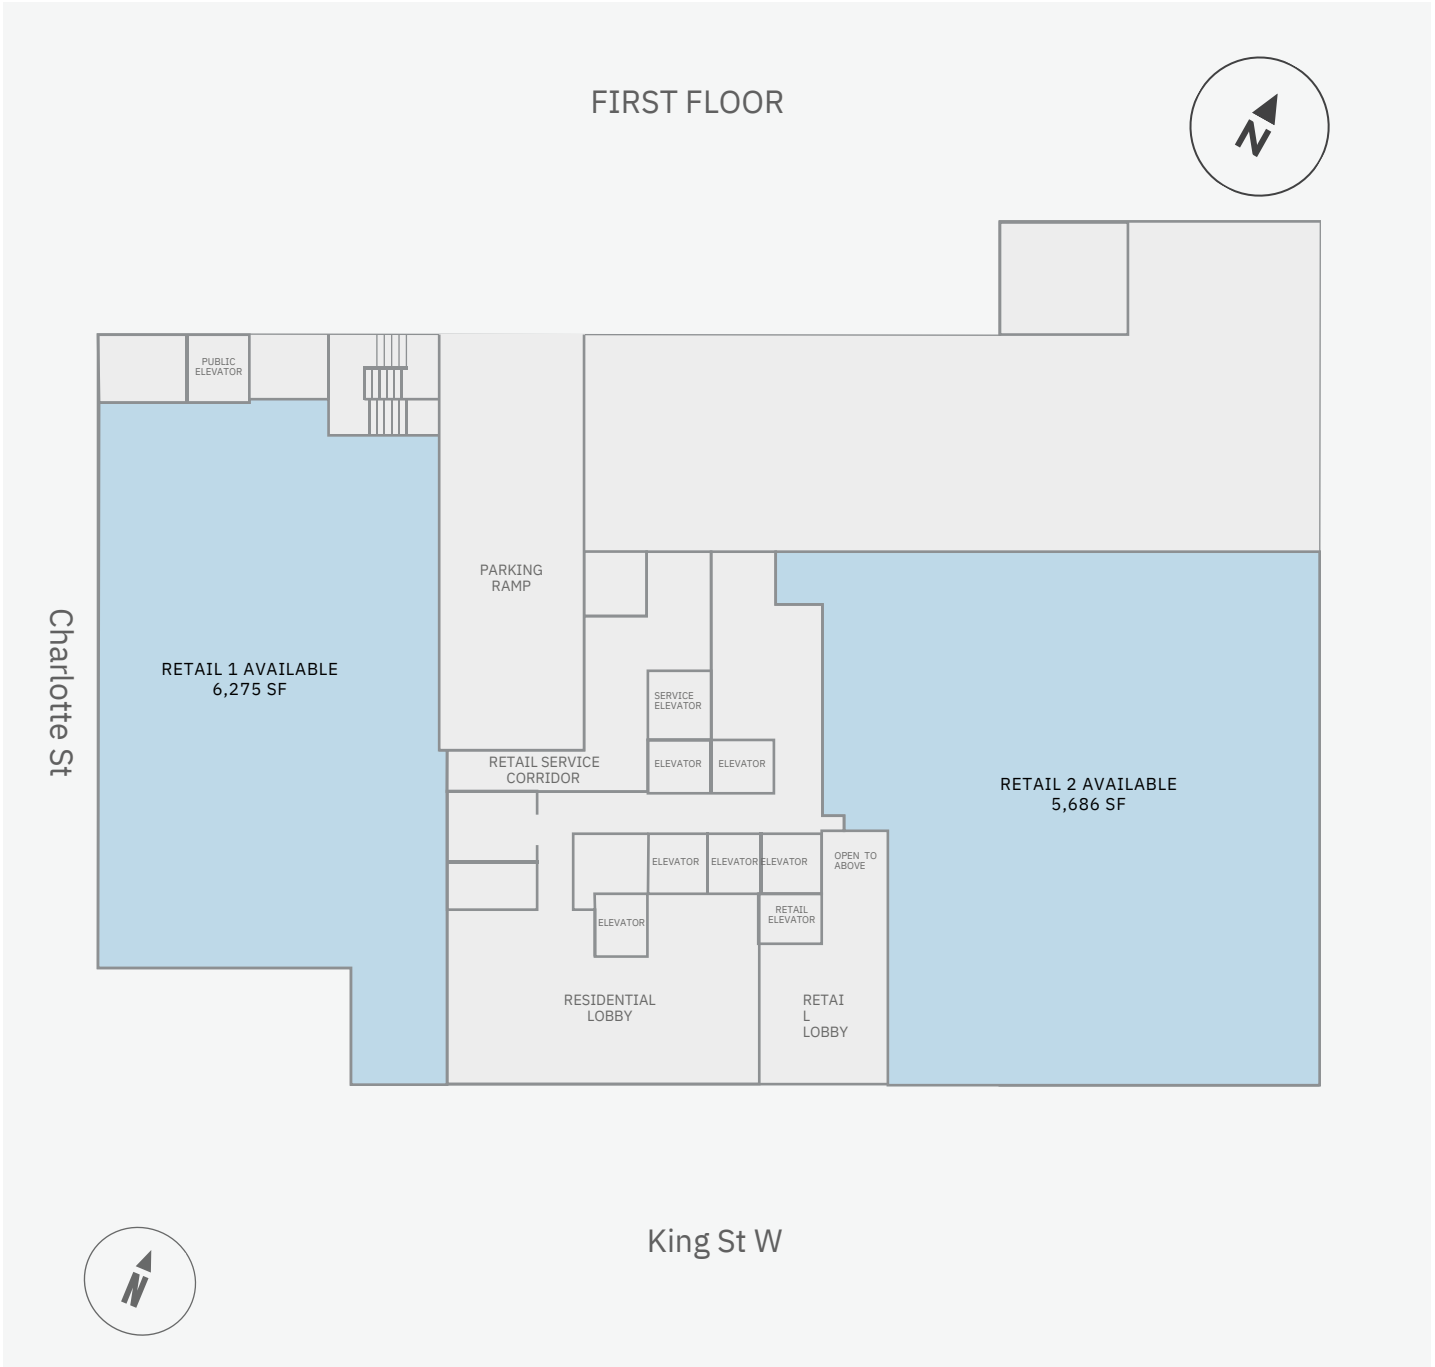 FIRST FLOOR
N
PUBLIC
ELEVATOR
PARKING
RAMP
Charlotte St
RETAIL 1 AVAILABLE
6,275 SF
SERVICE
ELEVATOR
RETAIL SERVICE
CORRIDOR
ELEVATOR
ELEVATOR
RETAIL 2 AVAILABLE
5,686 SF
ELEVATOR
ELEVATOR
ELEVATOR
OPEN TO
ABOVE
ELEVATOR
RETAIL
ELEVATOR
RESIDENTIAL
LOBBY
RETAI
L
LOBBY
King St W
N